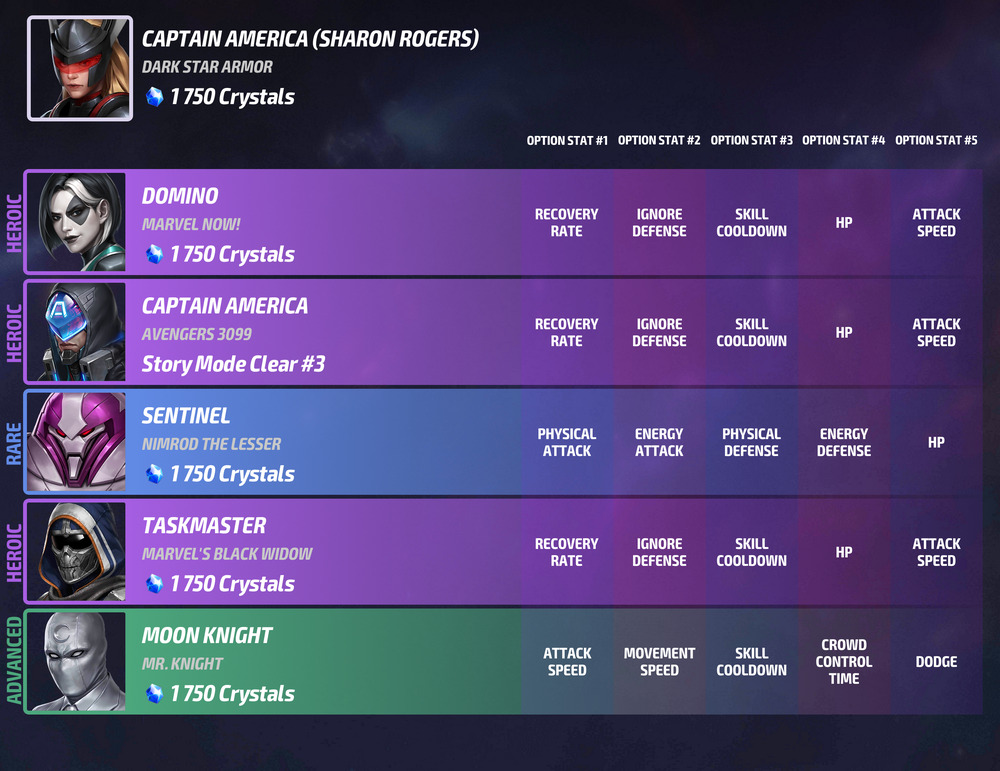 CAPTAIN AMERICA (SHARON ROGERS)
DARK STAR ARMOR
1 750 Crystals
OPTION STAT #1 OPTION STAT #2 OPTION STAT #3 OPTION STAT #4 OPTION STAT #5
HEROIC
DOMINO
MARVEL NOW!
1 750 Crystals
RECOVERY
RATE
IGNORE
DEFENSE
SKILL
COOLDOWN
HP
ATTACK
SPEED
HEROIC
CAPTAIN AMERICA
AVENGERS 3099
Story Mode Clear #3
RECOVERY
RATE
IGNORE
DEFENSE
SKILL
COOLDOWN
HP
ATTACK
SPEED
RARE
SENTINEL
NIMROD THE LESSER
1 750 Crystals
PHYSICAL
ATTACK
ENERGY
ATTACK
PHYSICAL
DEFENSE
ENERGY
DEFENSE
HP
HEROIC
TASKMASTER
MARVEL'S BLACK WIDOW
1 750 Crystals
RECOVERY
RATE
IGNORE
DEFENSE
SKILL
COOLDOWN
HP
ATTACK
SPEED
ADVANCED
MOON KNIGHT
MR. KNIGHT
1 750 Crystals
ATTACK
SPEED
MOVEMENT
SPEED
SKILL
COOLDOWN
CROWD
CONTROL
TIME
DODGE